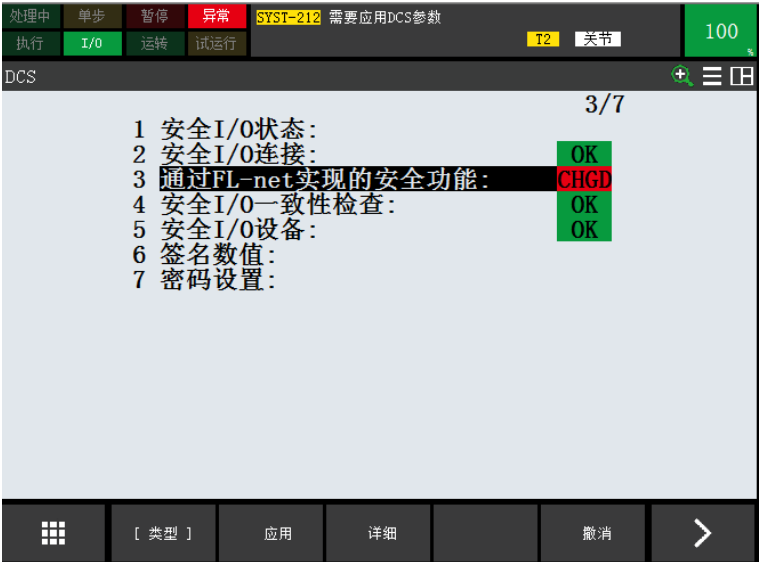 处理中 单步 暂停 异常 SYST-212 需要应用DCS参数
执行 I/O 运转 试运行 T2 关节 100 %
DCS
3/7
1 安全I/O状态:
2 安全I/O连接: OK
3 通过FL-net实现的安全功能: CHGD
4 安全I/O一致性检查: OK
5 安全I/O设备: OK
6 签名数值:
7 密码设置:
[ 类型 ] 应用 详细 撤消